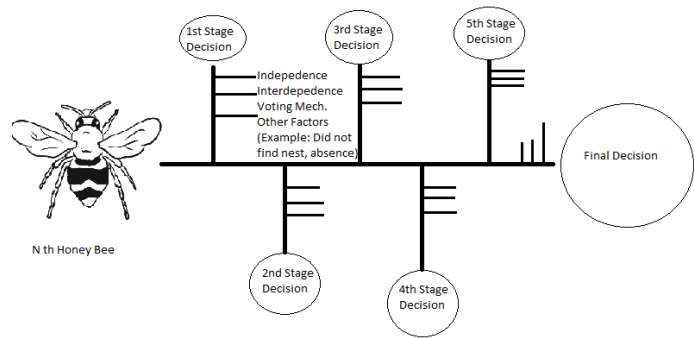 1st Stage
Decision
3rd Stage
Decision
5th Stage
Decision
Indepedence
Interdepedence
Voting Mech.
Other Factors
(Example: Did not
find nest, absence)
Final Decision
N th Honey Bee
2nd Stage
Decision
4th Stage
Decision